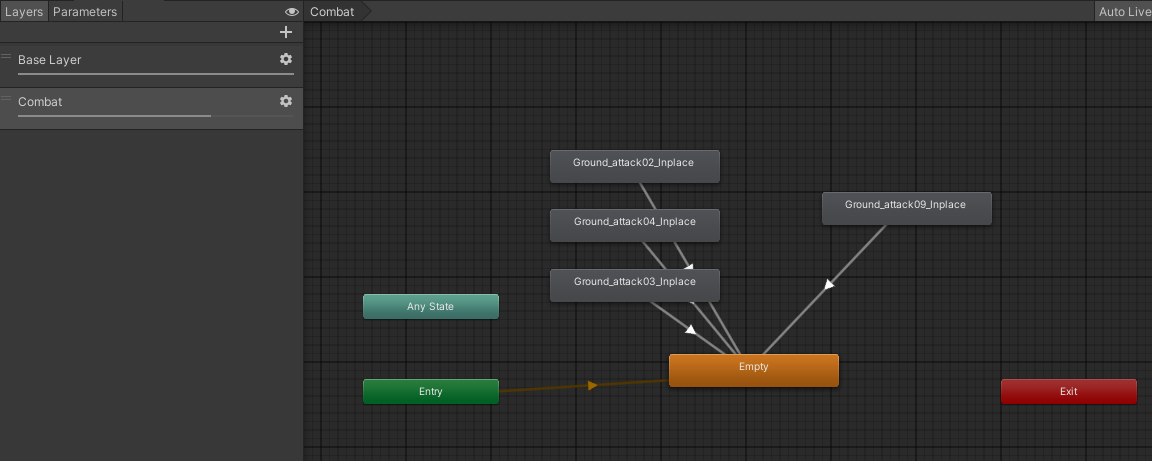 Layers Parameters
Combat
Auto Live
Base Layer
Combat
Ground_attack02_Inplace
Ground_attack09_Inplace
Ground_attack04_Inplace
Ground_attack03_Inplace
Any State
Empty
Entry
Exit